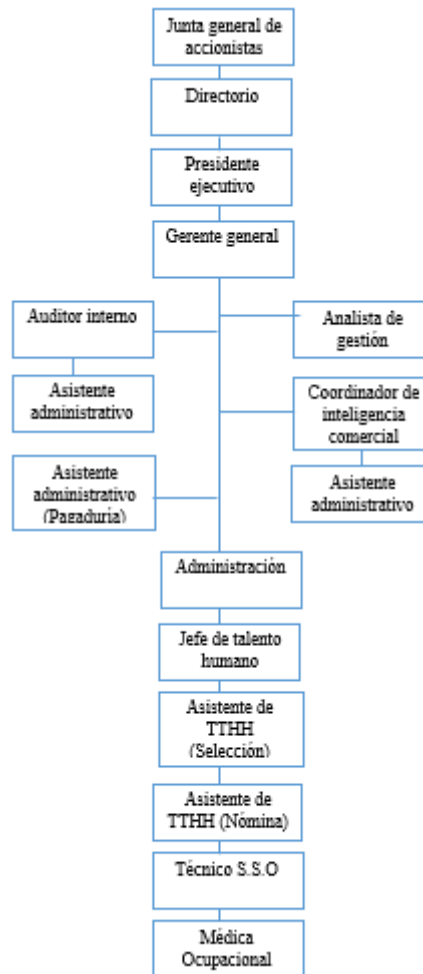 Junta general de
accionistas
Directorio
Presidente
ejecutivo
Gerente general
Auditor interno
Analista de
gestión
Asistente
administrativo
Coordinador de
inteligencia
comercial
Asistente
administrativo
(Pagaduria)
Asistente
administrativo
Administración
Jefe de talento
humano
Asistente de
TTHH
(Selección)
Asistente de
TTHH (Nómina)
Técnico S.S.O
Médica
Ocupacional